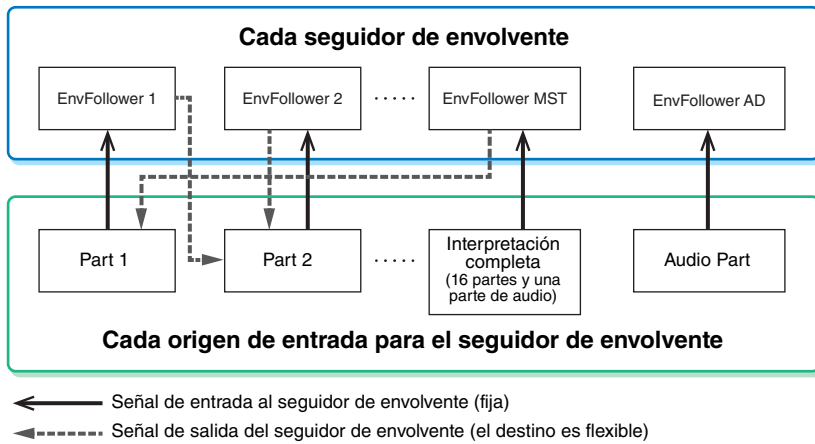 Cada seguidor de envolvente
EnvFollower 1
EnvFollower 2
.....
EnvFollower MST
EnvFollower AD
Part 1
Part 2
.....
Interpretación
completa
(16 partes y una
parte de audio)
Audio Part
Cada origen de entrada para el seguidor de envolvente
Señal de entrada al seguidor de envolvente (fija)
Señal de salida del seguidor de envolvente (el destino es flexible)